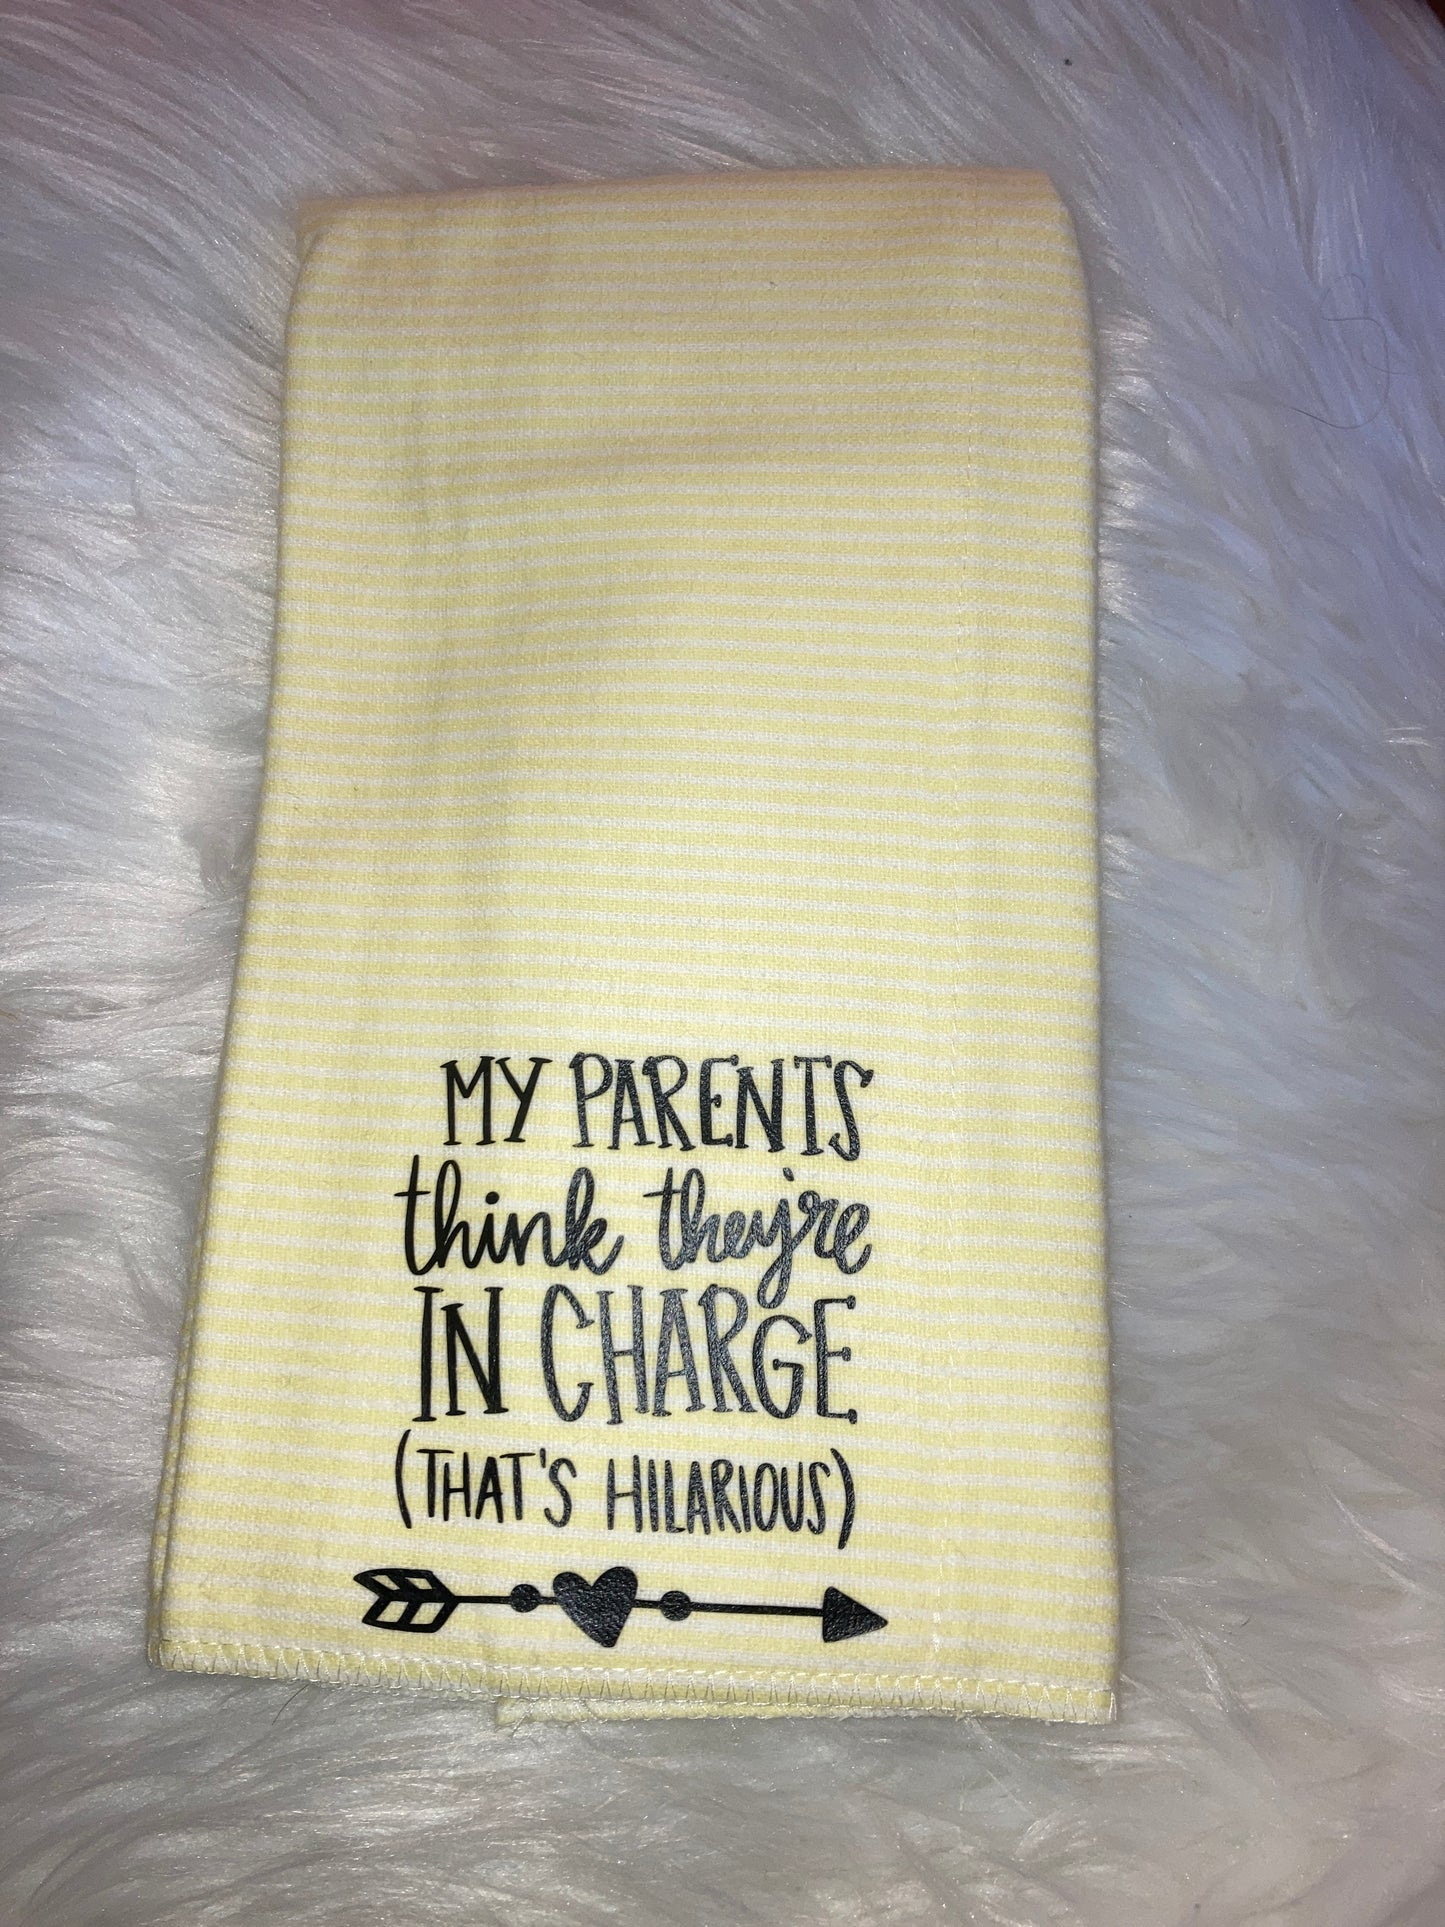 MY PARENTS
think they're
IN CHARGE
(THAT'S HILARIOUS)